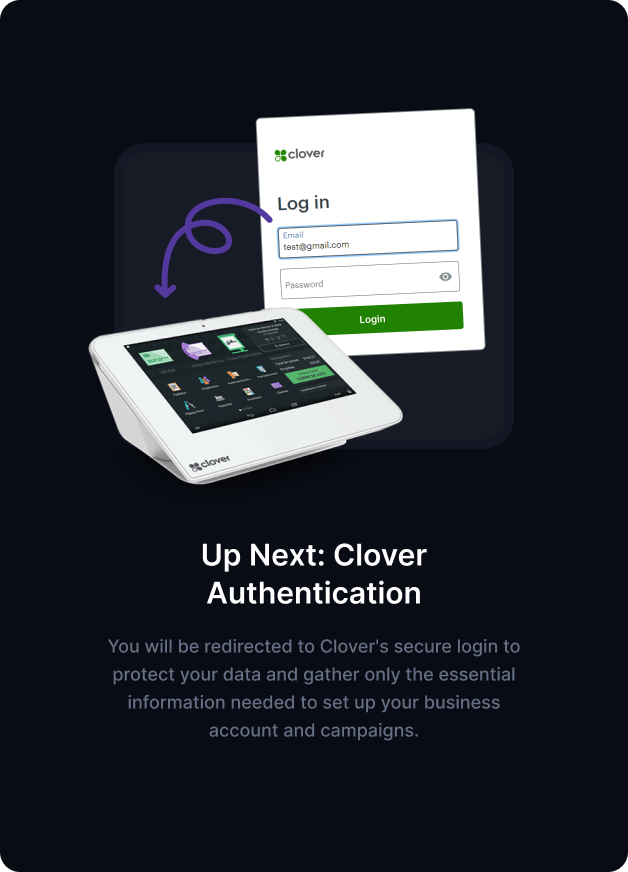 clover
Log in
Email
test@gmail.com
Password
Login
clover
Up Next: Clover
Authentication
You will be redirected to Clover's secure login to
protect your data and gather only the essential
information needed to set up your business
account and campaigns.